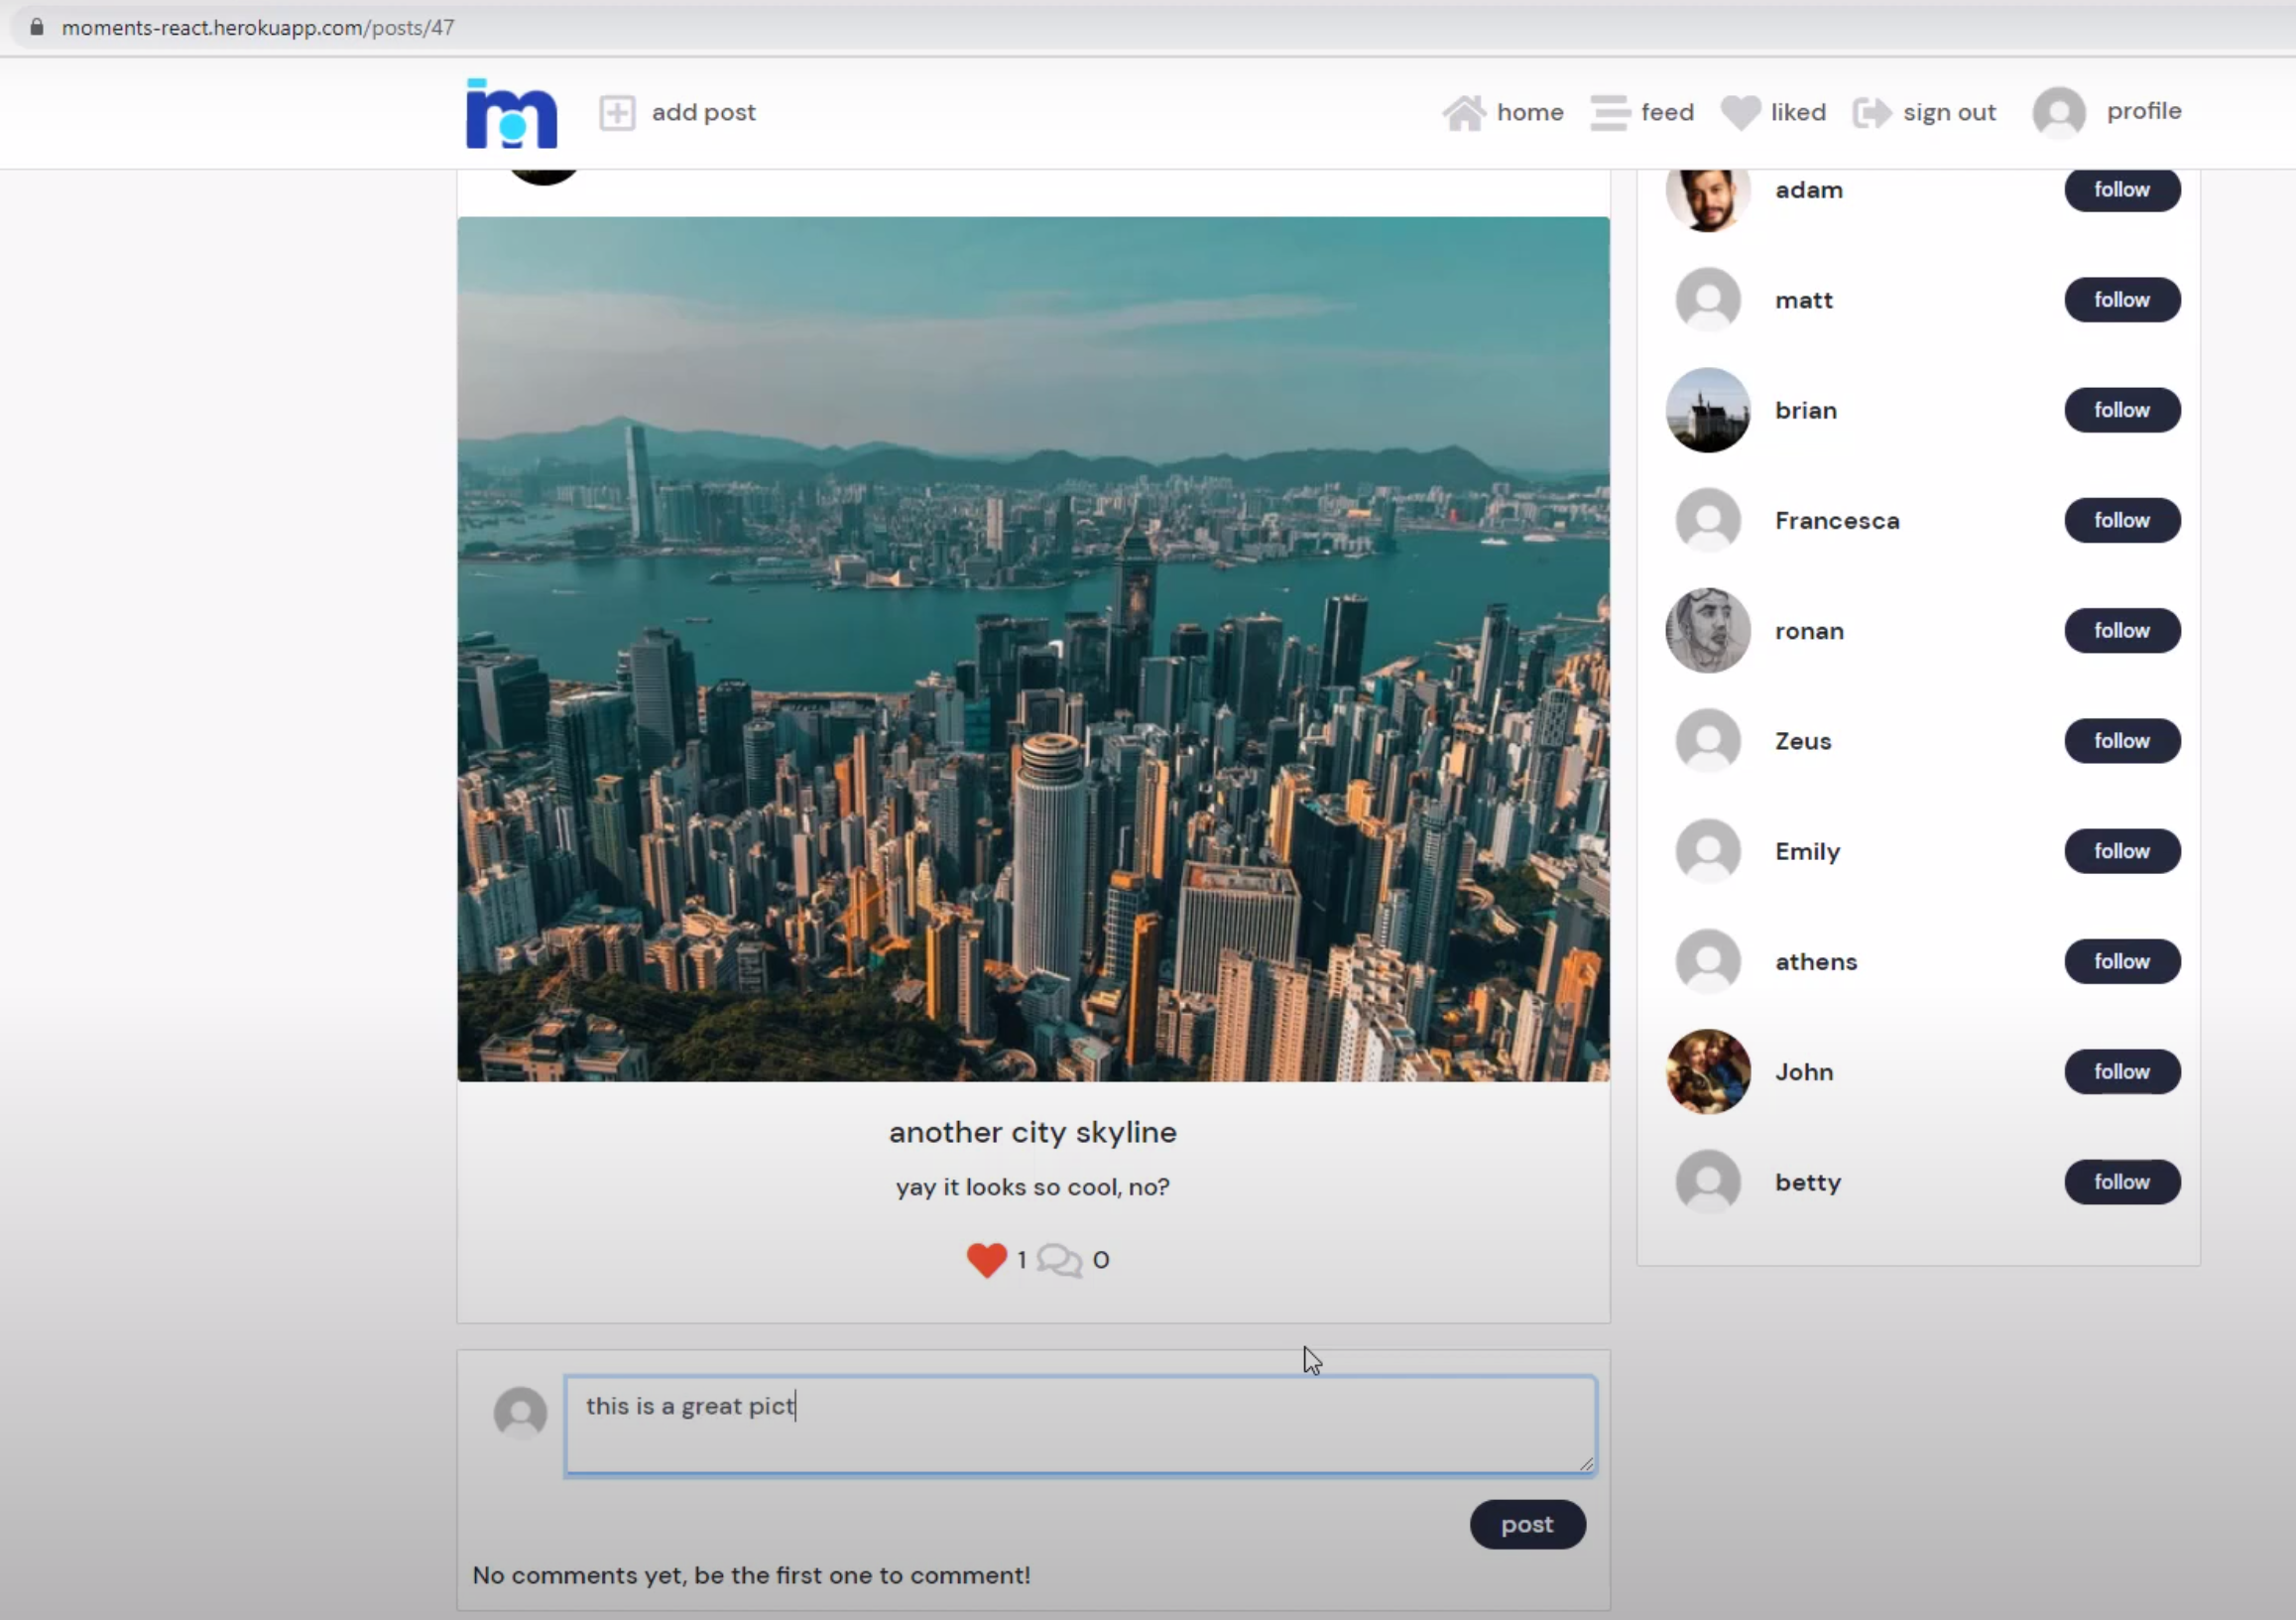 moments-react.herokuapp.com/posts/47
add post
home feed liked sign out profile
adam follow
matt follow
brian follow
Francesca follow
ronan follow
Zeus follow
Emily follow
athens follow
John follow
betty follow
another city skyline
yay it looks so cool, no?
1 0
this is a great pict
post
No comments yet, be the first one to comment!